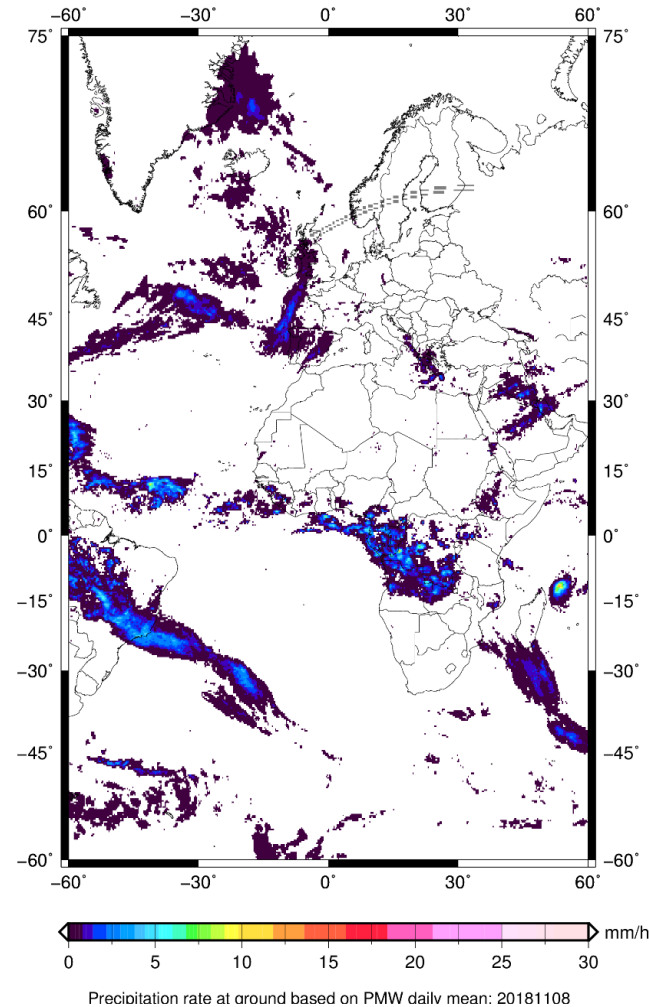 −60° −30° 0° 30° 60°
75° 75°
60° 60°
45° 45°
30° 30°
15° 15°
0° 0°
−15° −15°
−30° −30°
−45° −45°
−60° −60°
−60° −30° 0° 30° 60°
mm/h
0 5 10 15 20 25 30
Precipitation rate at ground based on PMW daily mean: 20181108